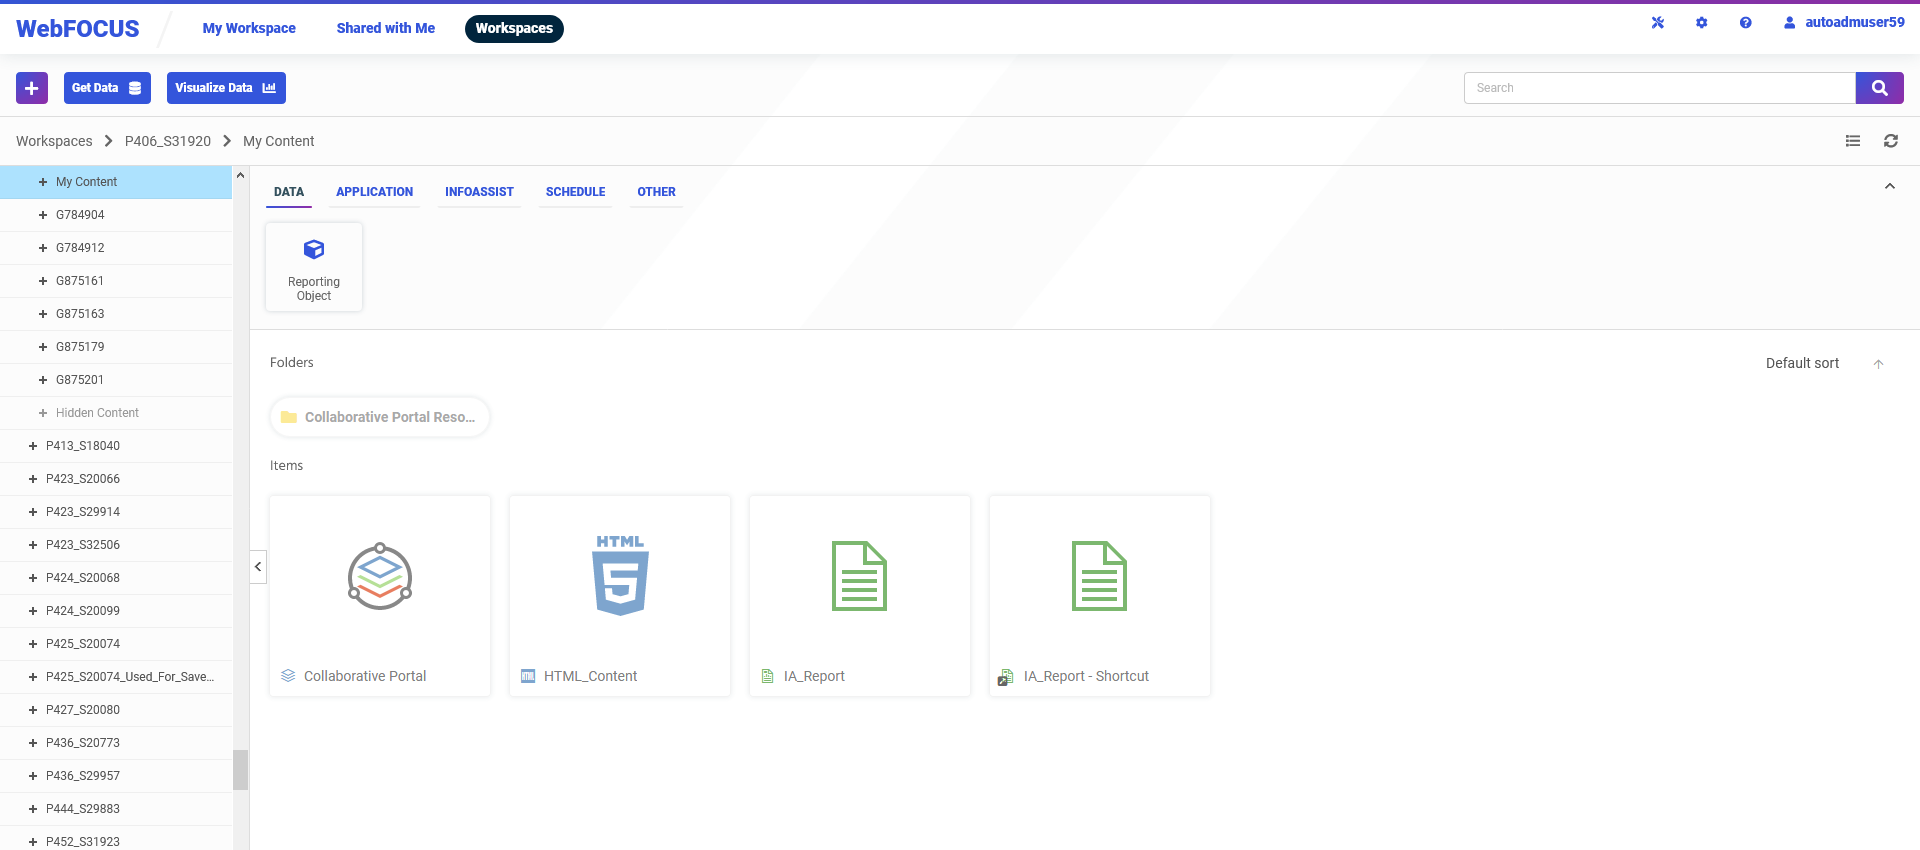 WebFOCUS
My Workspace
Shared with Me
Workspaces
autoadmuser59
Get Data
Visualize Data
Search
Workspaces
P406_S31920
My Content
My Content
G784904
G784912
G875161
G875163
G875179
G875201
Hidden Content
P413_S18040
P423_S20066
P423_S29914
P423_S32506
P424_S20068
P424_S20099
P425_S20074
P425_S20074_Used_For_Save...
P427_S20080
P436_S20773
P436_S29957
P444_S29883
P452_S31923
DATA
APPLICATION
INFOASSIST
SCHEDULE
OTHER
Reporting
Object
Folders
Default sort
Collaborative Portal Reso...
Items
HTML
5
Collaborative Portal
HTML_Content
IA_Report
IA_Report - Shortcut